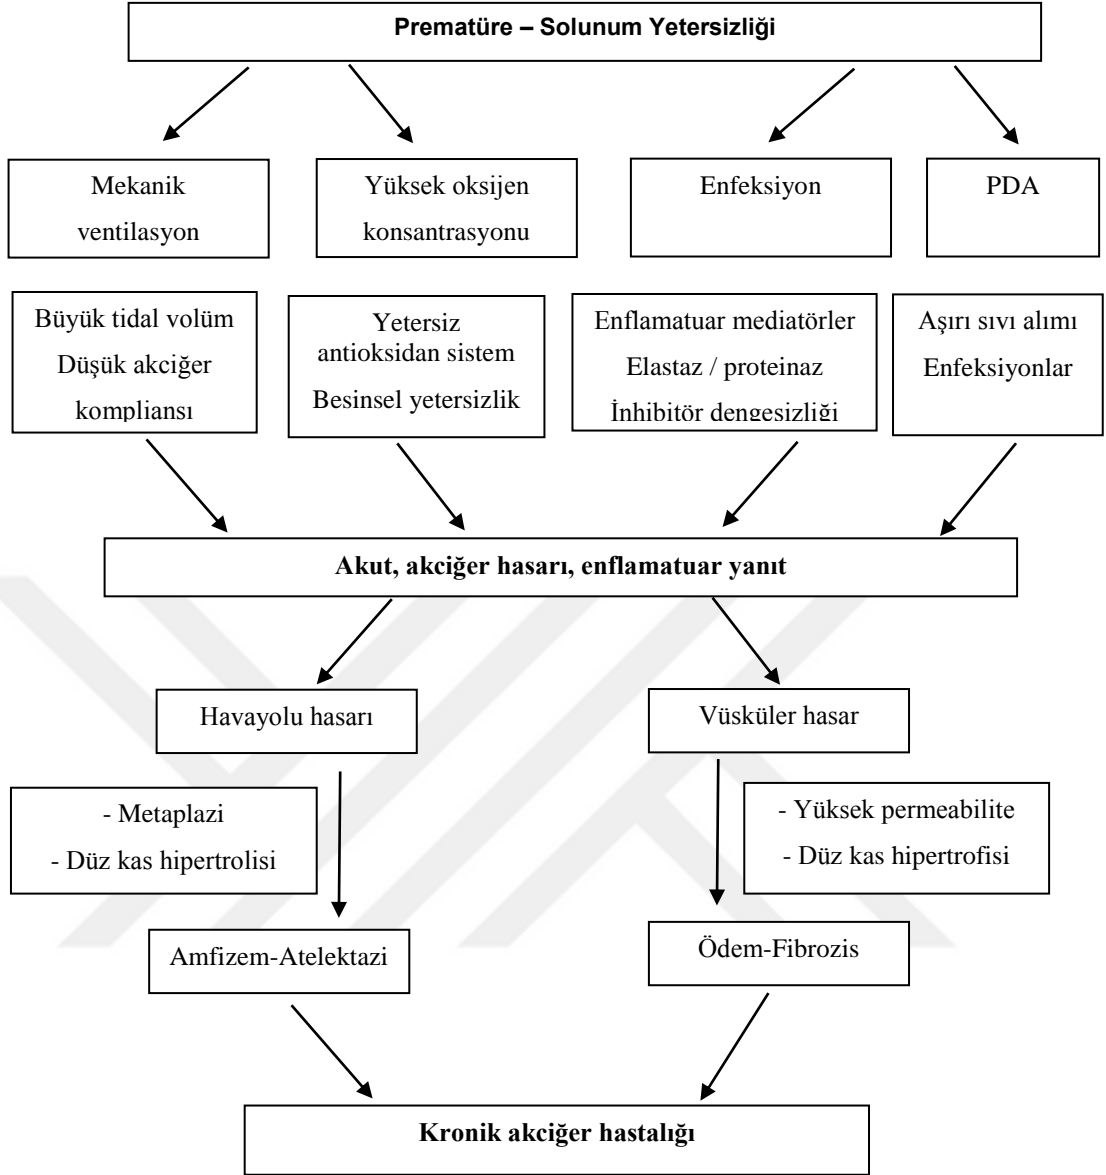 Prematüre – Solunum Yetersizliği
Mekanik
ventilasyon
Yüksek oksijen
konsantrasyonu
Enfeksiyon
PDA
Büyük tidal volüm
Düşük akciğer
kompliansı
Yetersiz
antioksidan sistem
Besinsel yetersizlik
Enflamatuar mediatörler
Elastaz / proteinaz
İnhibitör dengesizliği
Aşırı sıvı alımı
Enfeksiyonlar
Akut, akciğer hasarı, enflamatuar yanıt
Havayolu hasarı
Vüsküler hasar
- Metaplazi
- Düz kas hipertrolisi
- Yüksek permeabilite
- Düz kas hipertrofisi
Amfizem-Atelektazi
Ödem-Fibrozis
Kronik akciğer hastalığı